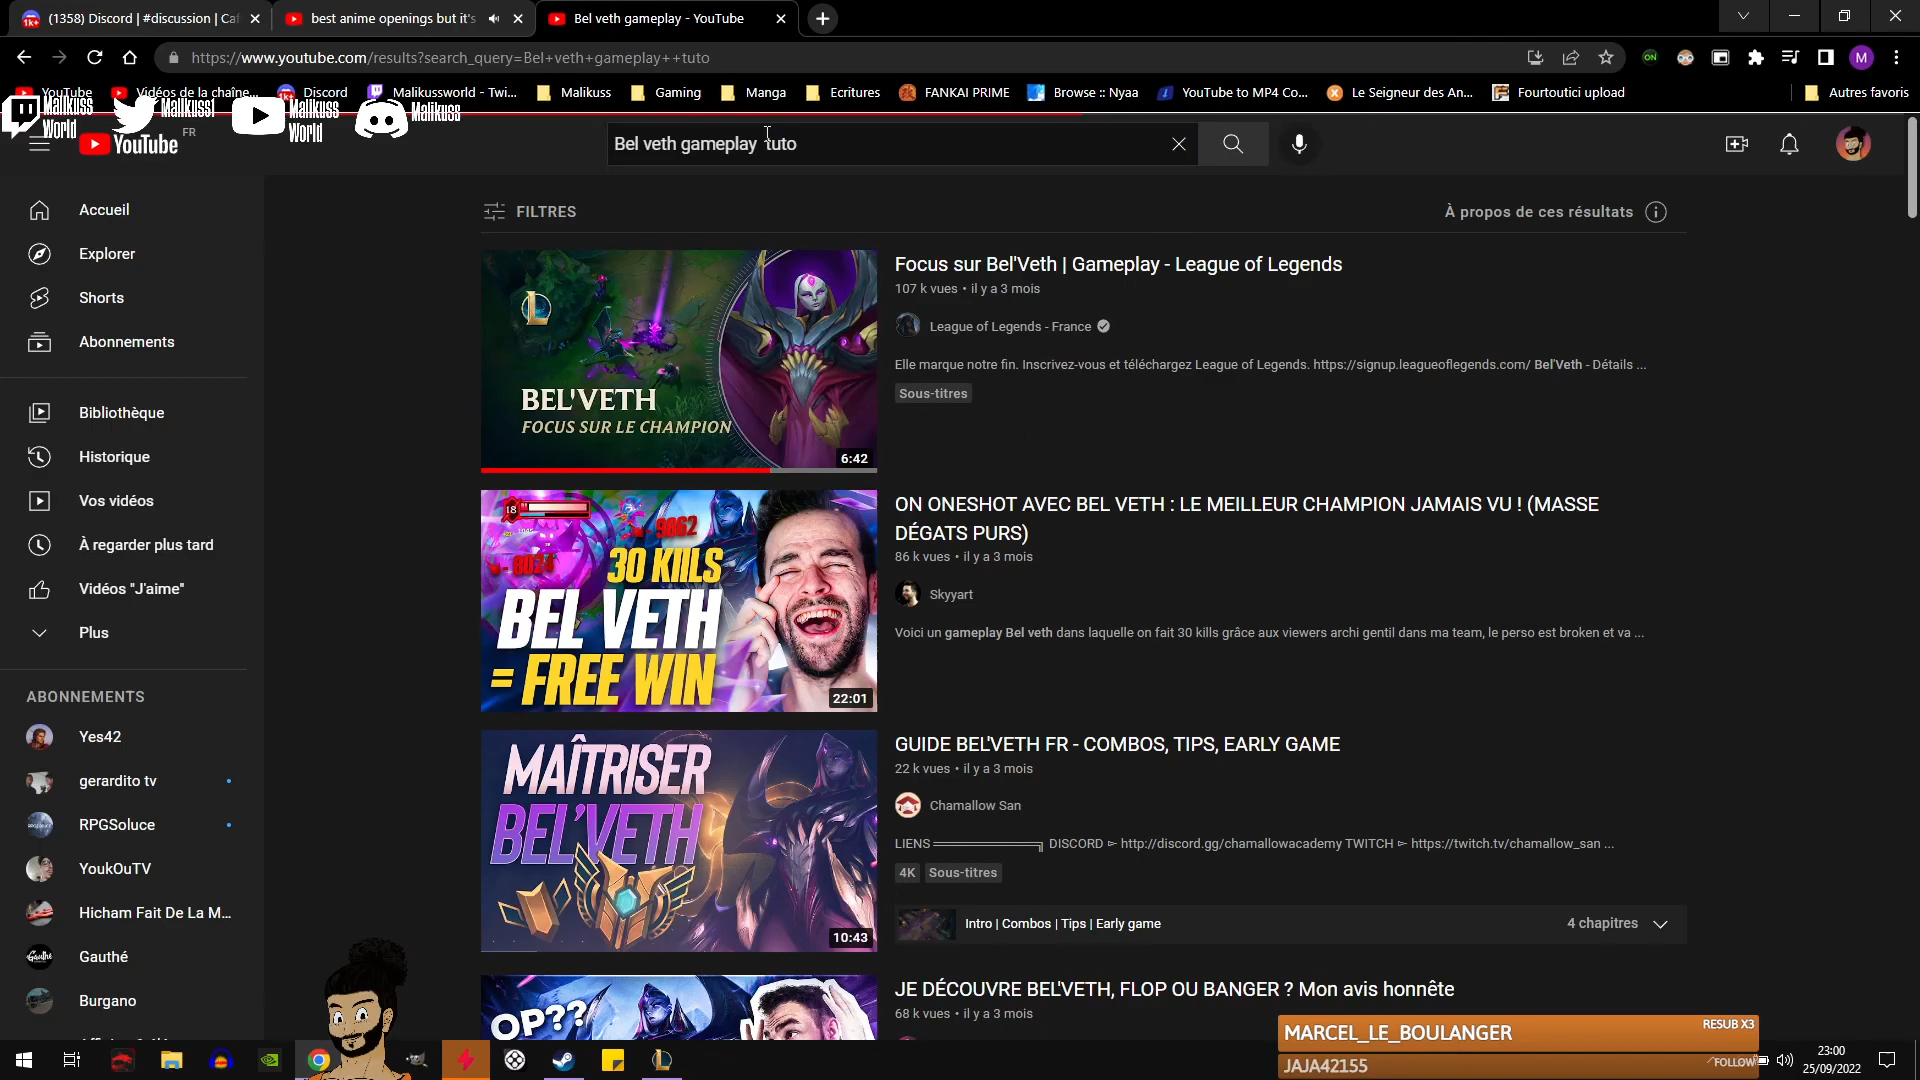 (1358) Discord | #discussion | Caf
best anime openings but it's
Bel veth gameplay - YouTube
https://www.youtube.com/results?search_query=Bel+veth+gameplay++tuto
ON
M
YouTube
Vidéos de la chaîne...
Discord
Malikussworld - Twi...
Malikuss
Gaming
Manga
Ecritures
FANKAI PRIME
Browse :: Nyaa
YouTube to MP4 Co...
Le Seigneur des An...
Fourtoutici upload
Autres favoris
Malikuss World
Malikuss1
Malikuss World
Malikuss
YouTube FR
Bel veth gameplay  tuto
Accueil
Explorer
Shorts
Abonnements
Bibliothèque
Historique
Vos vidéos
À regarder plus tard
Vidéos "J'aime"
Plus
ABONNEMENTS
Yes42
gerardito tv
RPGSoluce
YoukOuTV
Hicham Fait De La M...
Gauthé
Burgano
FILTRES
À propos de ces résultats
BEL'VETH
FOCUS SUR LE CHAMPION
6:42
Focus sur Bel'Veth | Gameplay - League of Legends
107 k vues • il y a 3 mois
League of Legends - France
Elle marque notre fin. Inscrivez-vous et téléchargez League of Legends. https://signup.leagueoflegends.com/ Bel'Veth - Détails ...
Sous-titres
18
9862
8024
30 KIILS
BEL VETH
= FREE WIN
22:01
ON ONESHOT AVEC BEL VETH : LE MEILLEUR CHAMPION JAMAIS VU ! (MASSE
DÉGATS PURS)
86 k vues • il y a 3 mois
Skyyart
Voici un gameplay Bel veth dans laquelle on fait 30 kills grâce aux viewers archi gentil dans ma team, le perso est broken et va ...
MAÎTRISER
BEL'VETH
10:43
GUIDE BEL'VETH FR - COMBOS, TIPS, EARLY GAME
22 k vues • il y a 3 mois
Chamallow San
LIENS ══════════╗ DISCORD ► http://discord.gg/chamallowacademy TWITCH ► https://twitch.tv/chamallow_san ...
4K
Sous-titres
Intro | Combos | Tips | Early game
4 chapitres
OP??
JE DÉCOUVRE BEL'VETH, FLOP OU BANGER ? Mon avis honnête
68 k vues • il y a 3 mois
MARCEL_LE_BOULANGER
RESUB X3
JAJA42155
FOLLOW
23:00
25/09/2022